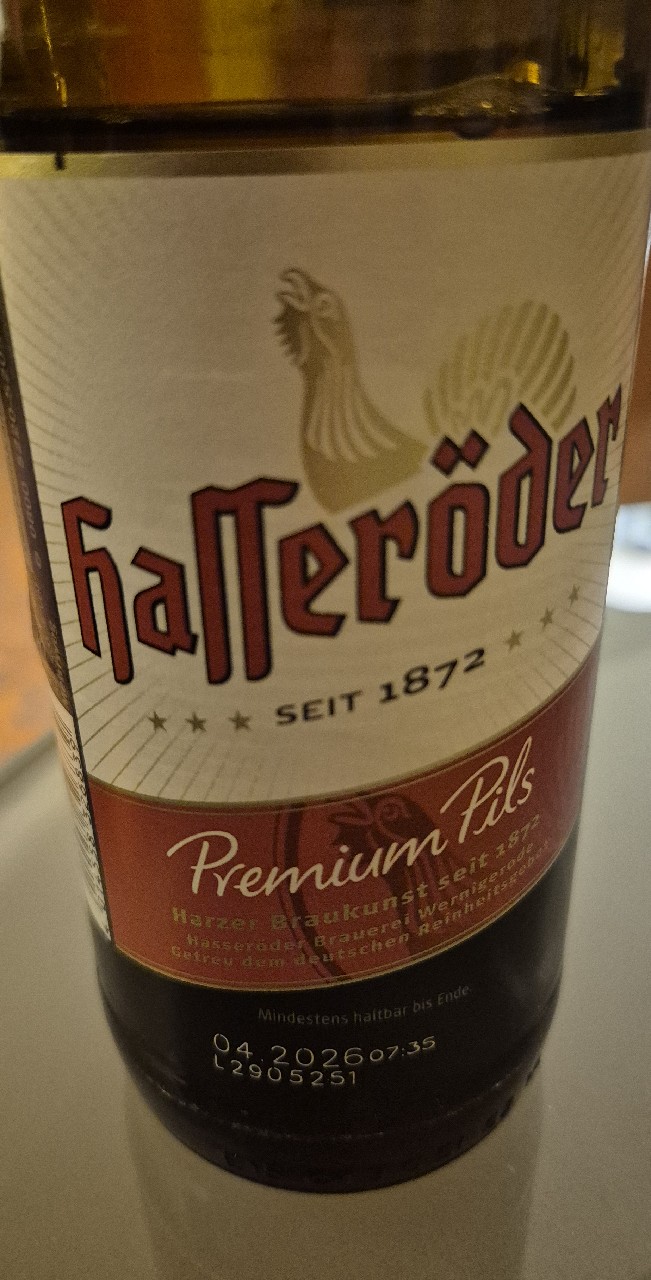 Hasseröder
SEIT 1872
Premium Pils
Harzer Braukunst seit 1872
Hasseröder Brauerei Wernigerode
Getreu dem deutschen Reinheitsgebot
Mindestens haltbar bis Ende
04.2026 07:35
L2905251